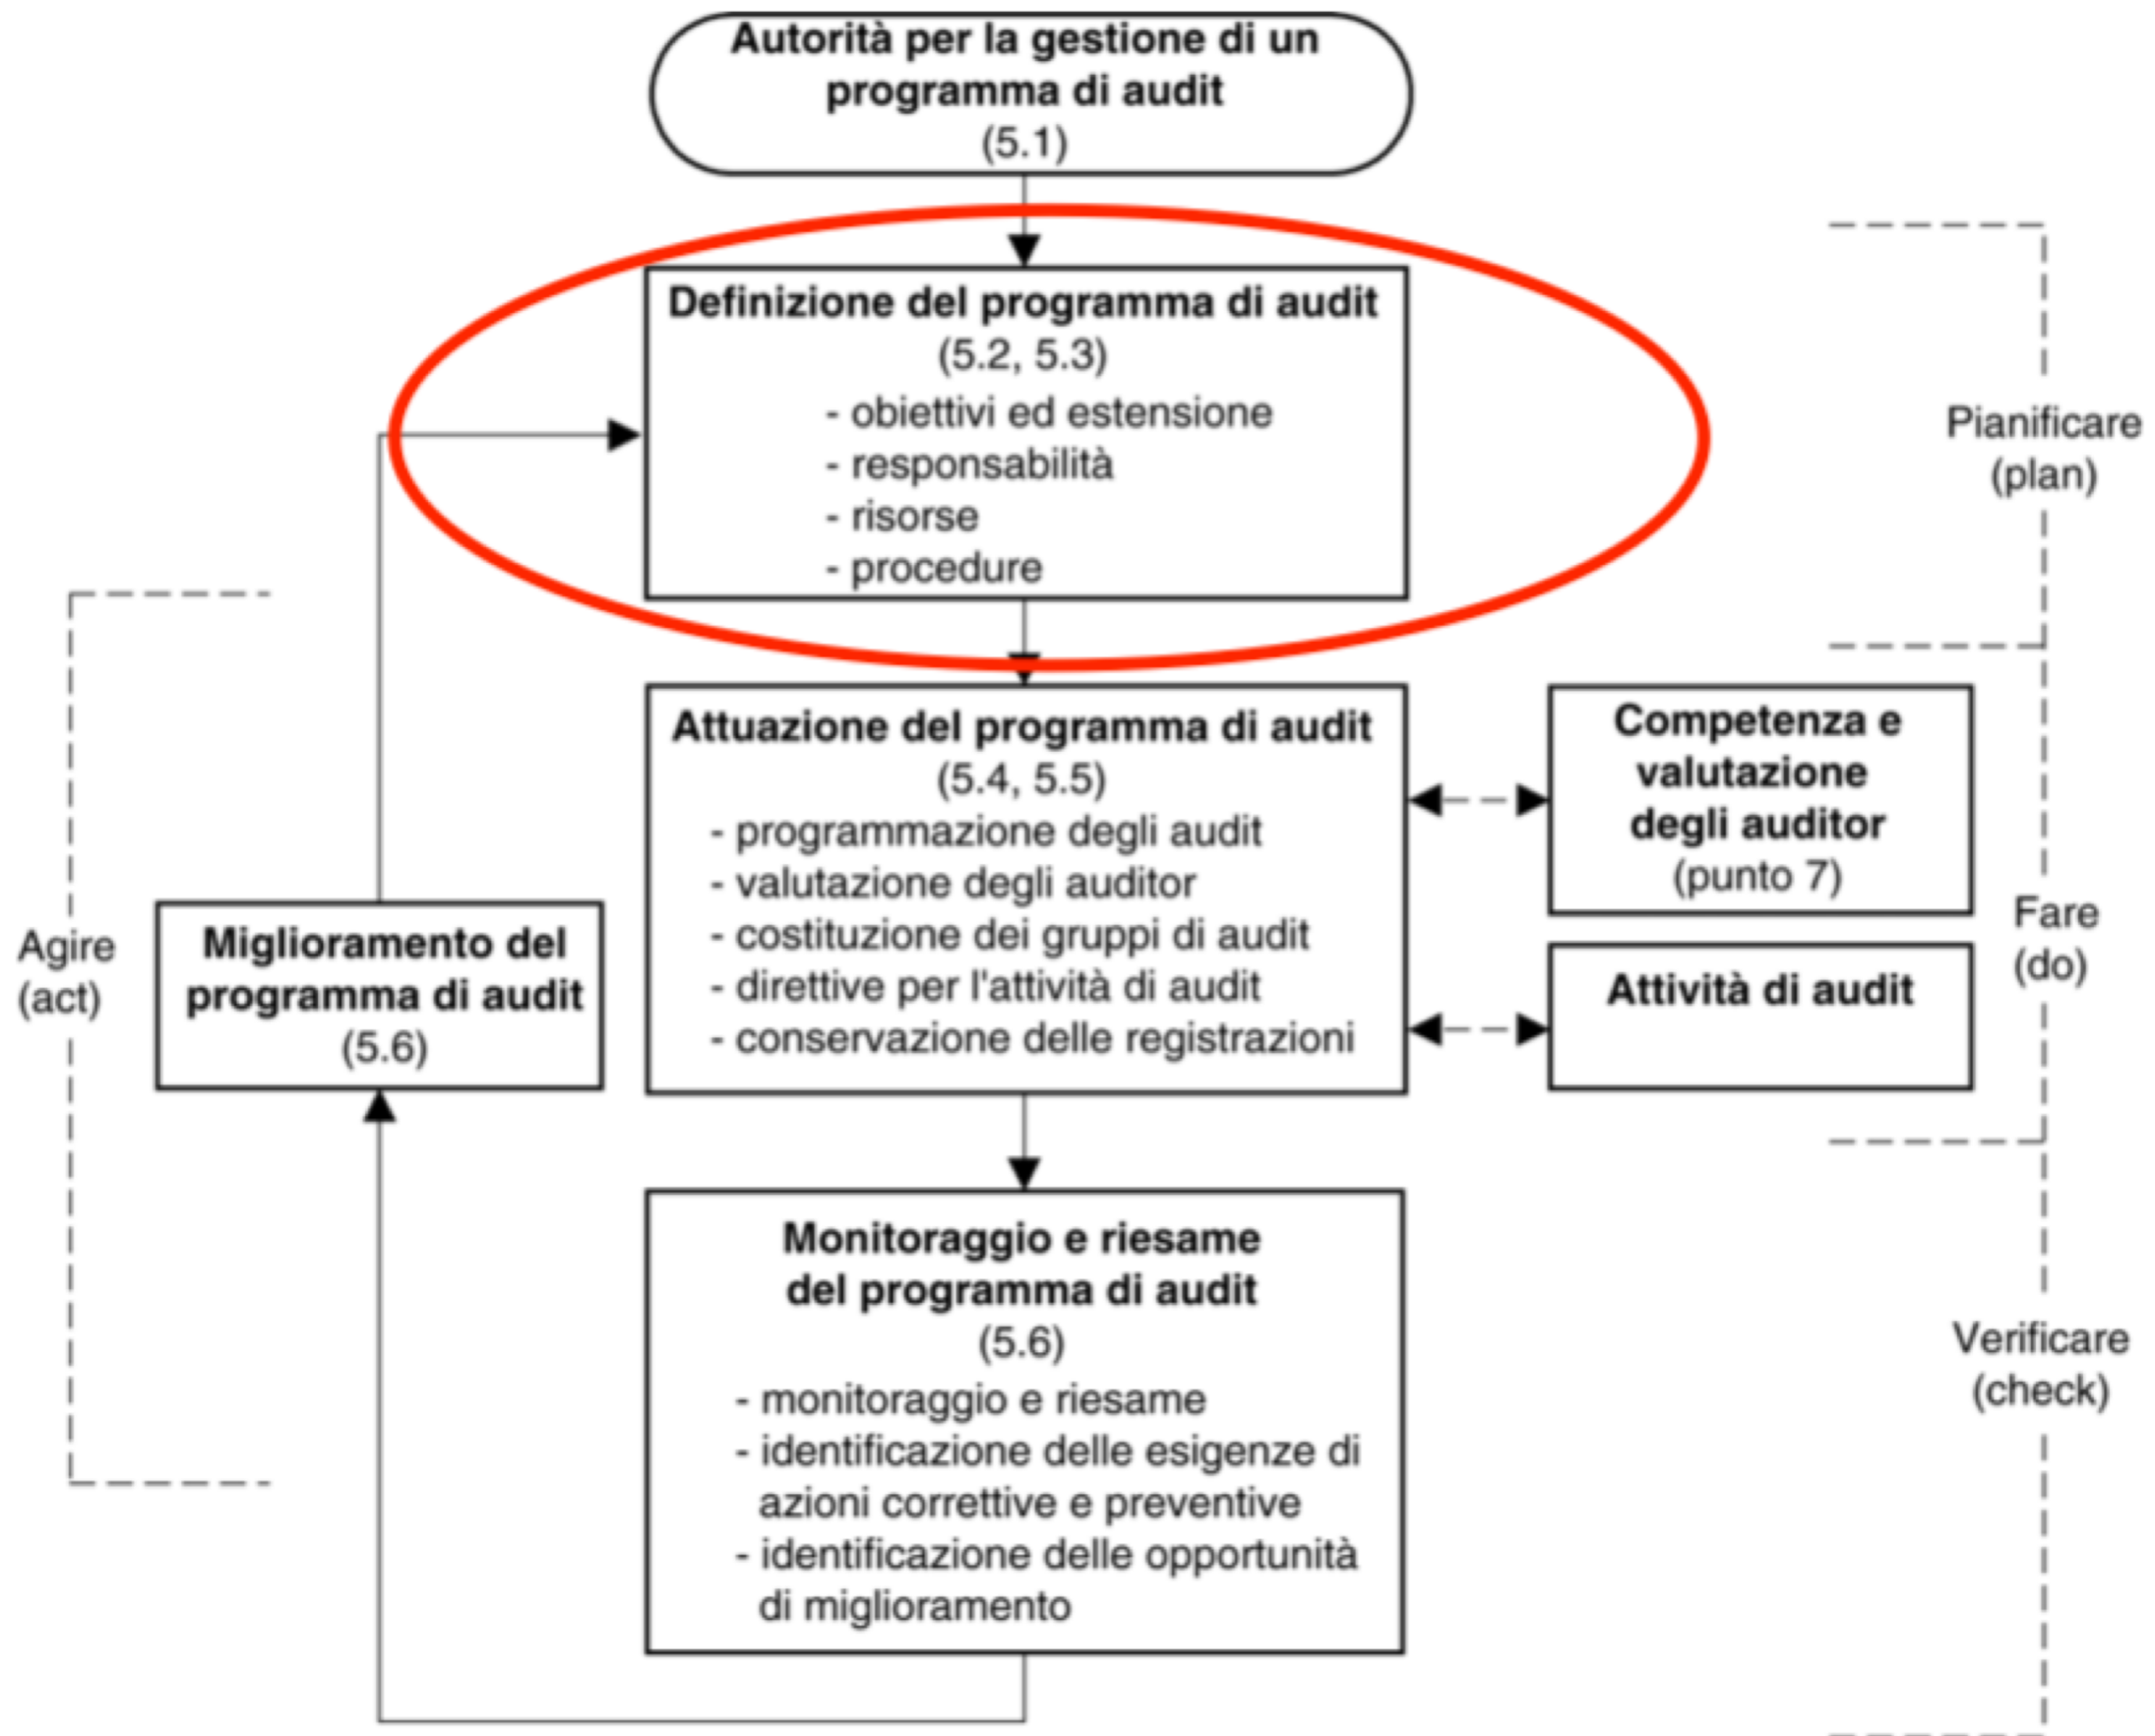 Autorità per la gestione di un
programma di audit
(5.1)
Definizione del programma di audit
(5.2, 5.3)
- obiettivi ed estensione
- responsabilità
- risorse
- procedure
Pianificare
(plan)
Attuazione del programma di audit
(5.4, 5.5)
- programmazione degli audit
- valutazione degli auditor
- costituzione dei gruppi di audit
- direttive per l'attività di audit
- conservazione delle registrazioni
Competenza e
valutazione
degli auditor
(punto 7)
Attività di audit
Fare
(do)
Agire
(act)
Miglioramento del
programma di audit
(5.6)
Monitoraggio e riesame
del programma di audit
(5.6)
- monitoraggio e riesame
- identificazione delle esigenze di
azioni correttive e preventive
- identificazione delle opportunità
di miglioramento
Verificare
(check)